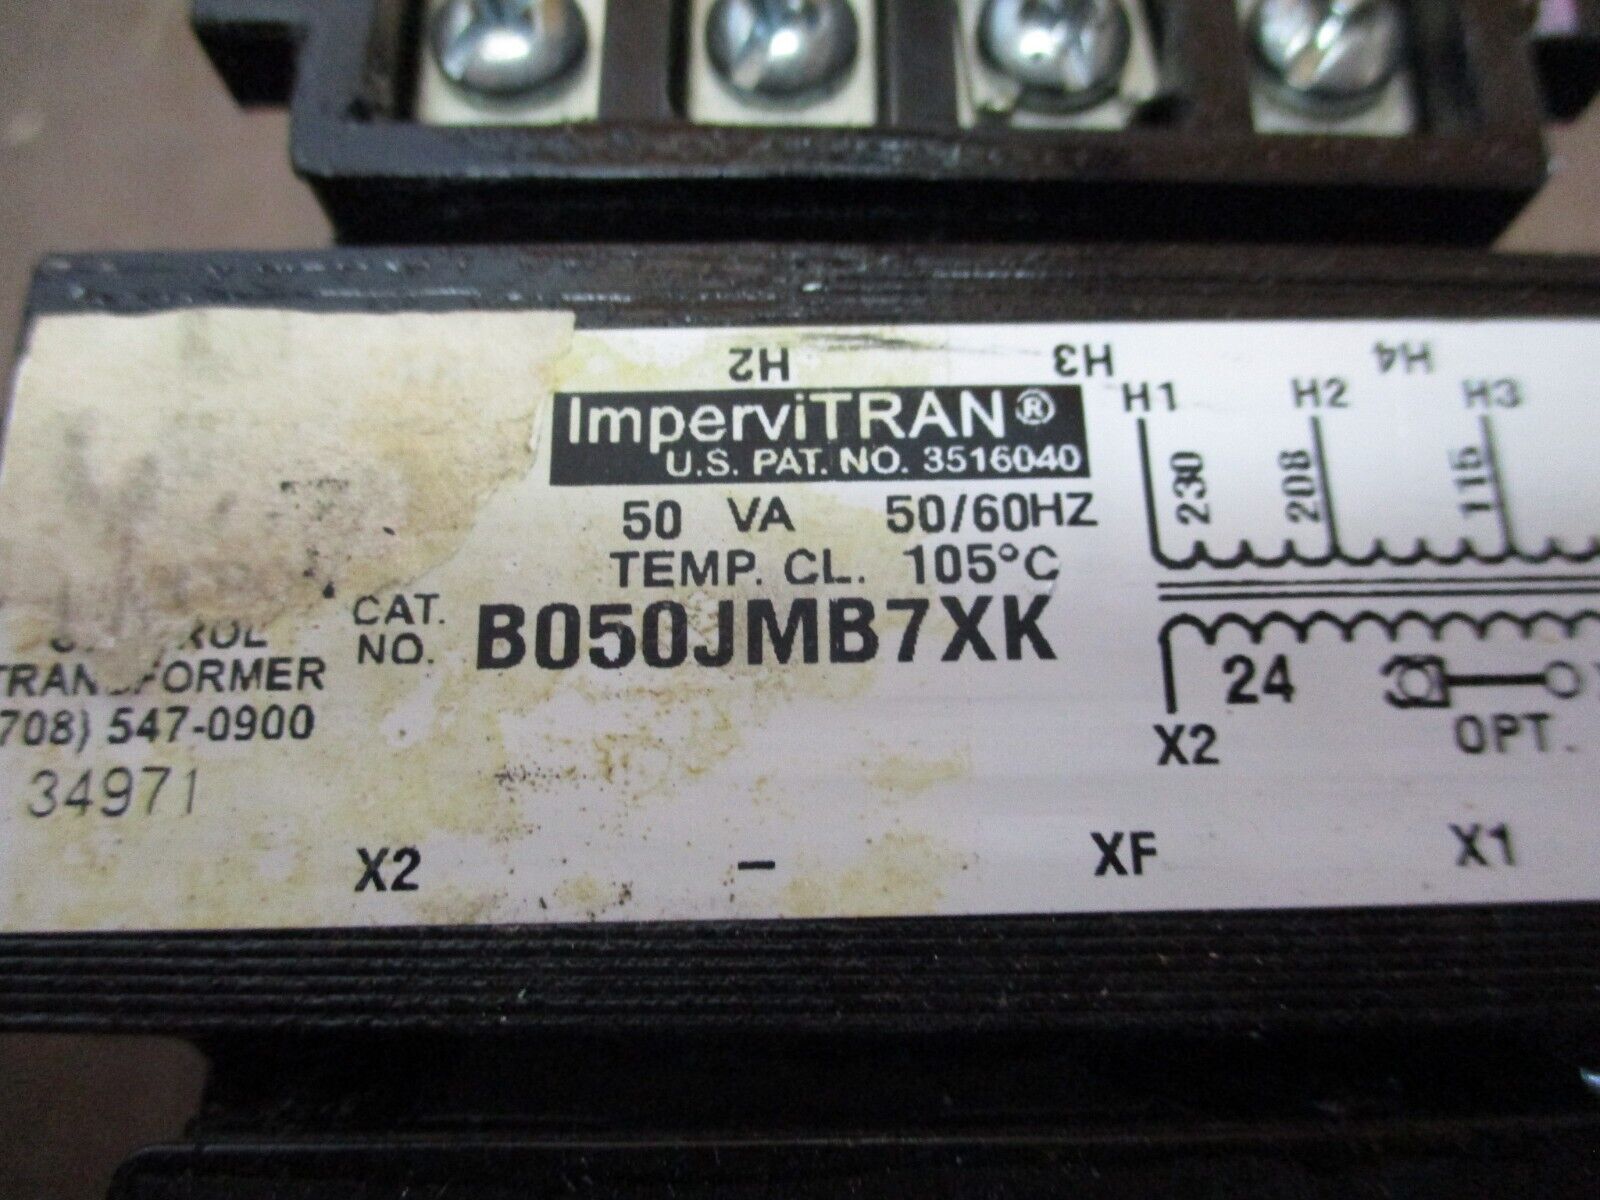 H2 H3 H4
ImperviTRAN®
U.S. PAT. NO. 3516040
50 VA 50/60HZ
TEMP. CL. 105°C
CAT. NO. B050JMB7XK
TRANSFORMER
708) 547-0900
34971
X2 - XF X1
H1 H2 H3
230 208 115
24
X2 OPT.